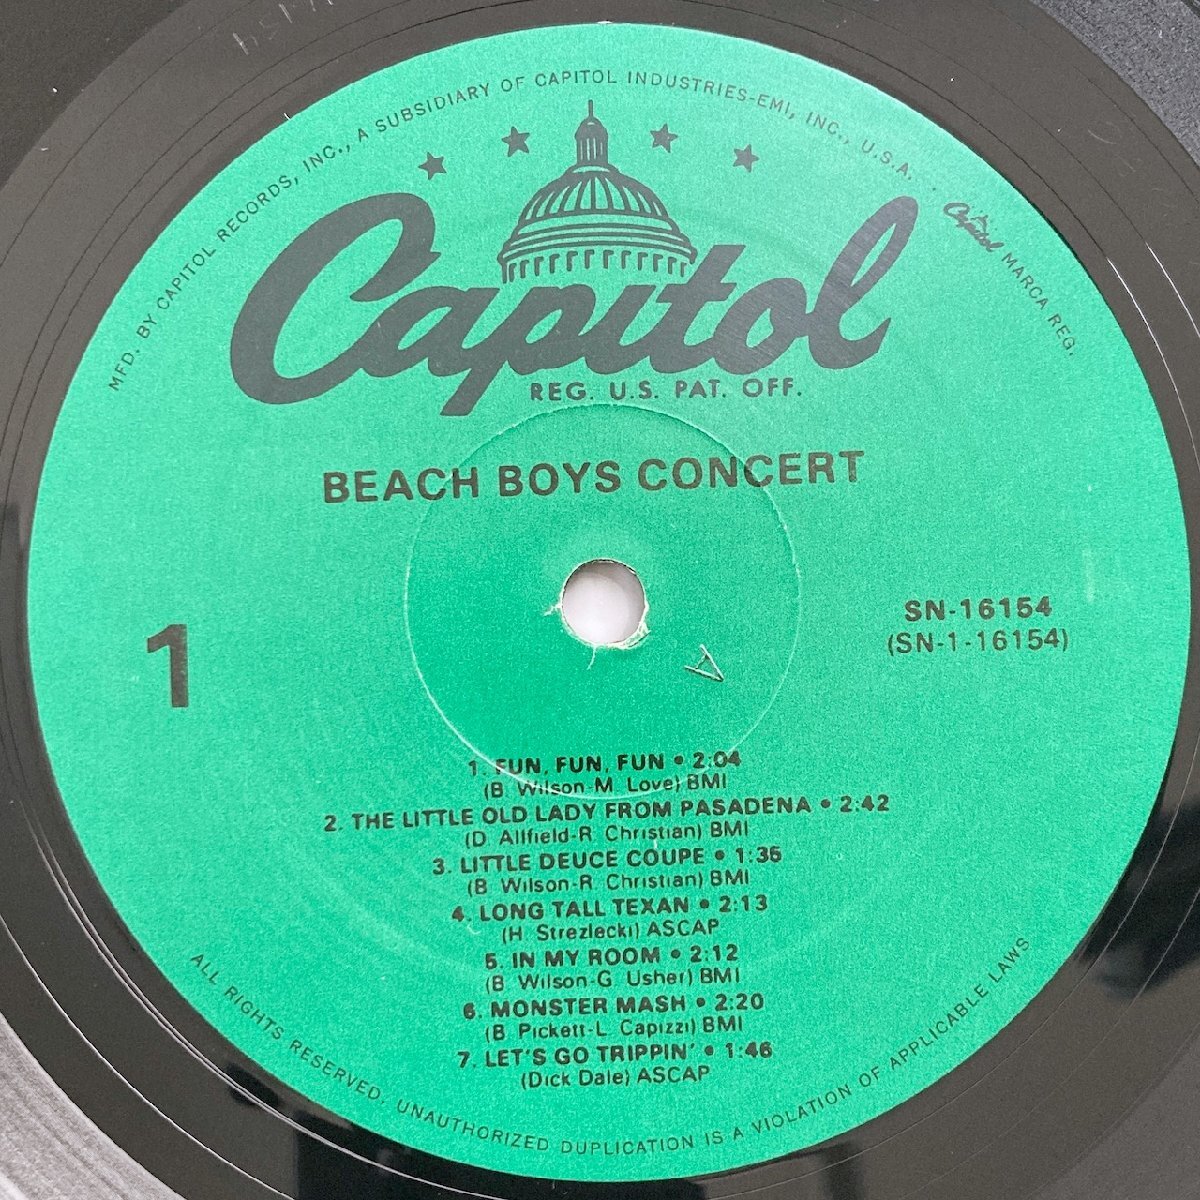 MFD. BY CAPITOL RECORDS, INC., A SUBSIDIARY OF CAPITOL INDUSTRIES-EMI, INC., U.S.A. . Capitol MARCA REG.
Capitol
REG. U.S. PAT. OFF.
BEACH BOYS CONCERT
1
SN-16154
(SN-1-16154)
A
1. FUN, FUN, FUN • 2:04
(B. Wilson-M. Love) BMI
2. THE LITTLE OLD LADY FROM PASADENA • 2:42
(D. Allfield-R. Christian) BMI
3. LITTLE DEUCE COUPE • 1:36
(B. Wilson-R. Christian) BMI
4. LONG TALL TEXAN • 2:13
(H. Strezlecki) ASCAP
5. IN MY ROOM • 2:12
(B. Wilson-G. Usher) BMI
6. MONSTER MASH • 2:20
(B. Pickett-L. Capizzi) BMI
7. LET'S GO TRIPPIN' • 1:46
(Dick Dale) ASCAP
ALL RIGHTS RESERVED. UNAUTHORIZED DUPLICATION IS A VIOLATION OF APPLICABLE LAWS